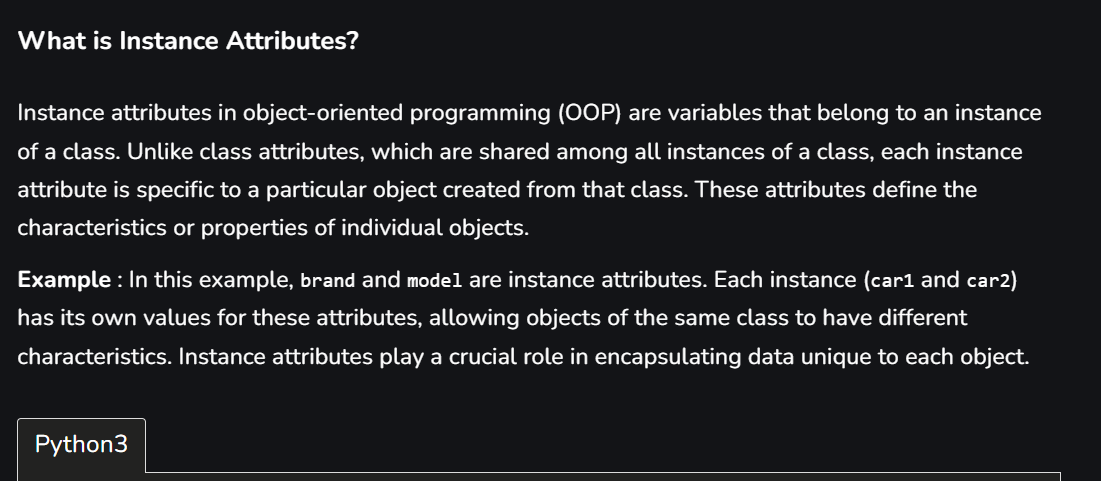 What is Instance Attributes?
Instance attributes in object-oriented programming (OOP) are variables that belong to an instance
of a class. Unlike class attributes, which are shared among all instances of a class, each instance
attribute is specific to a particular object created from that class. These attributes define the
characteristics or properties of individual objects.
Example : In this example, brand and model are instance attributes. Each instance (car1 and car2)
has its own values for these attributes, allowing objects of the same class to have different
characteristics. Instance attributes play a crucial role in encapsulating data unique to each object.
Python3